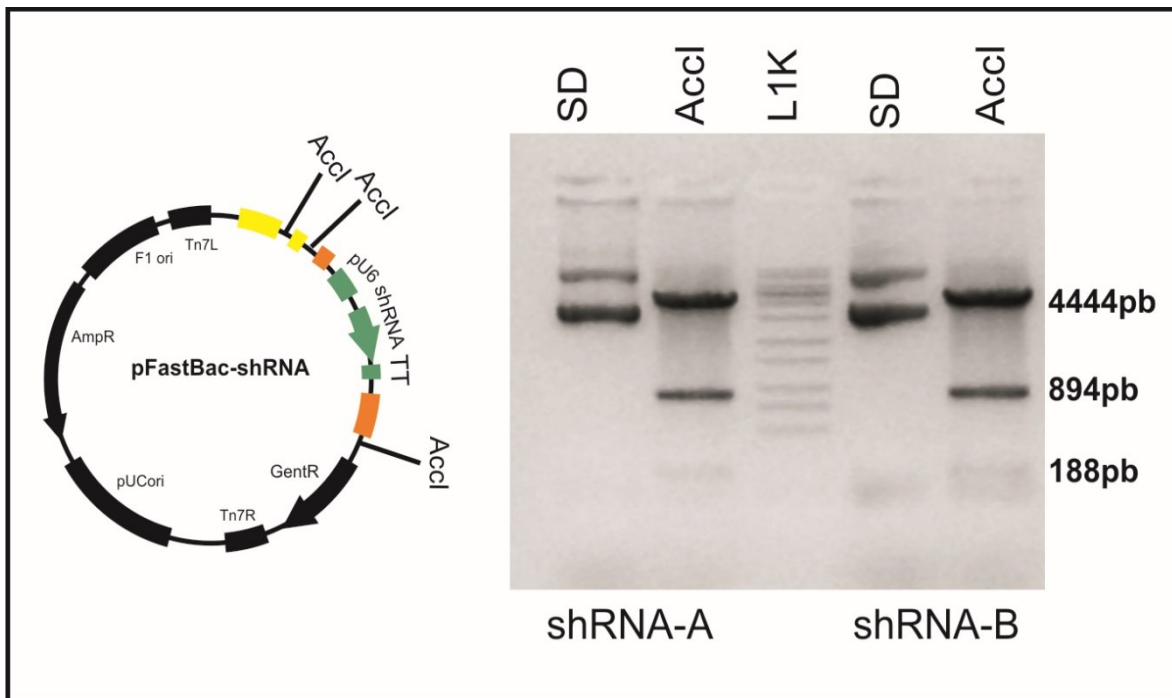 AccI
AccI
Tn7L
F1 ori
pU6 shRNA TT
AmpR
pFastBac-shRNA
AccI
GentR
pUCori
Tn7R
SD
AccI
L1K
SD
AccI
4444pb
894pb
188pb
shRNA-A
shRNA-B